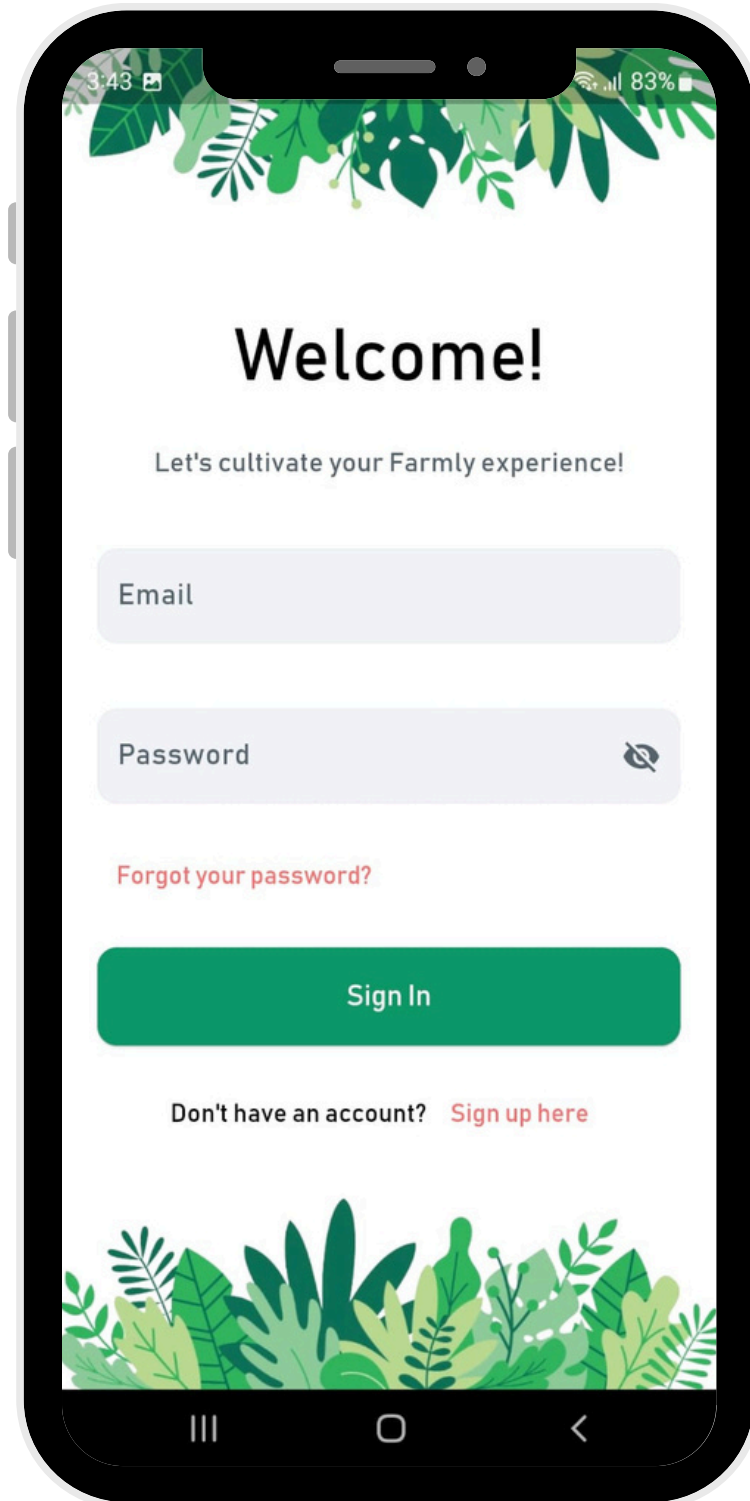 3:43 83%
Welcome!
Let's cultivate your Farmly experience!
Email
Password
Forgot your password?
Sign In
Don't have an account? Sign up here